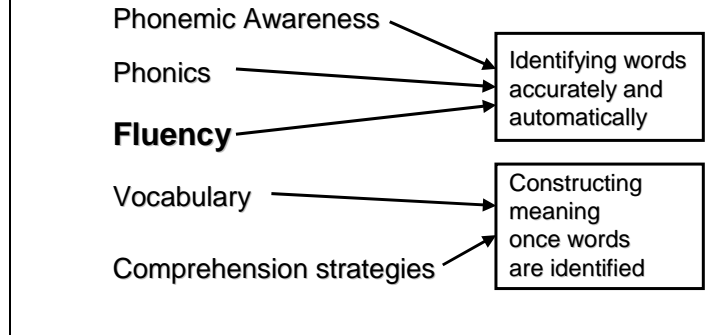 Phonemic Awareness
Phonics
Fluency
Vocabulary
Comprehension strategies
Identifying words
accurately and
automatically
Constructing
meaning
once words
are identified